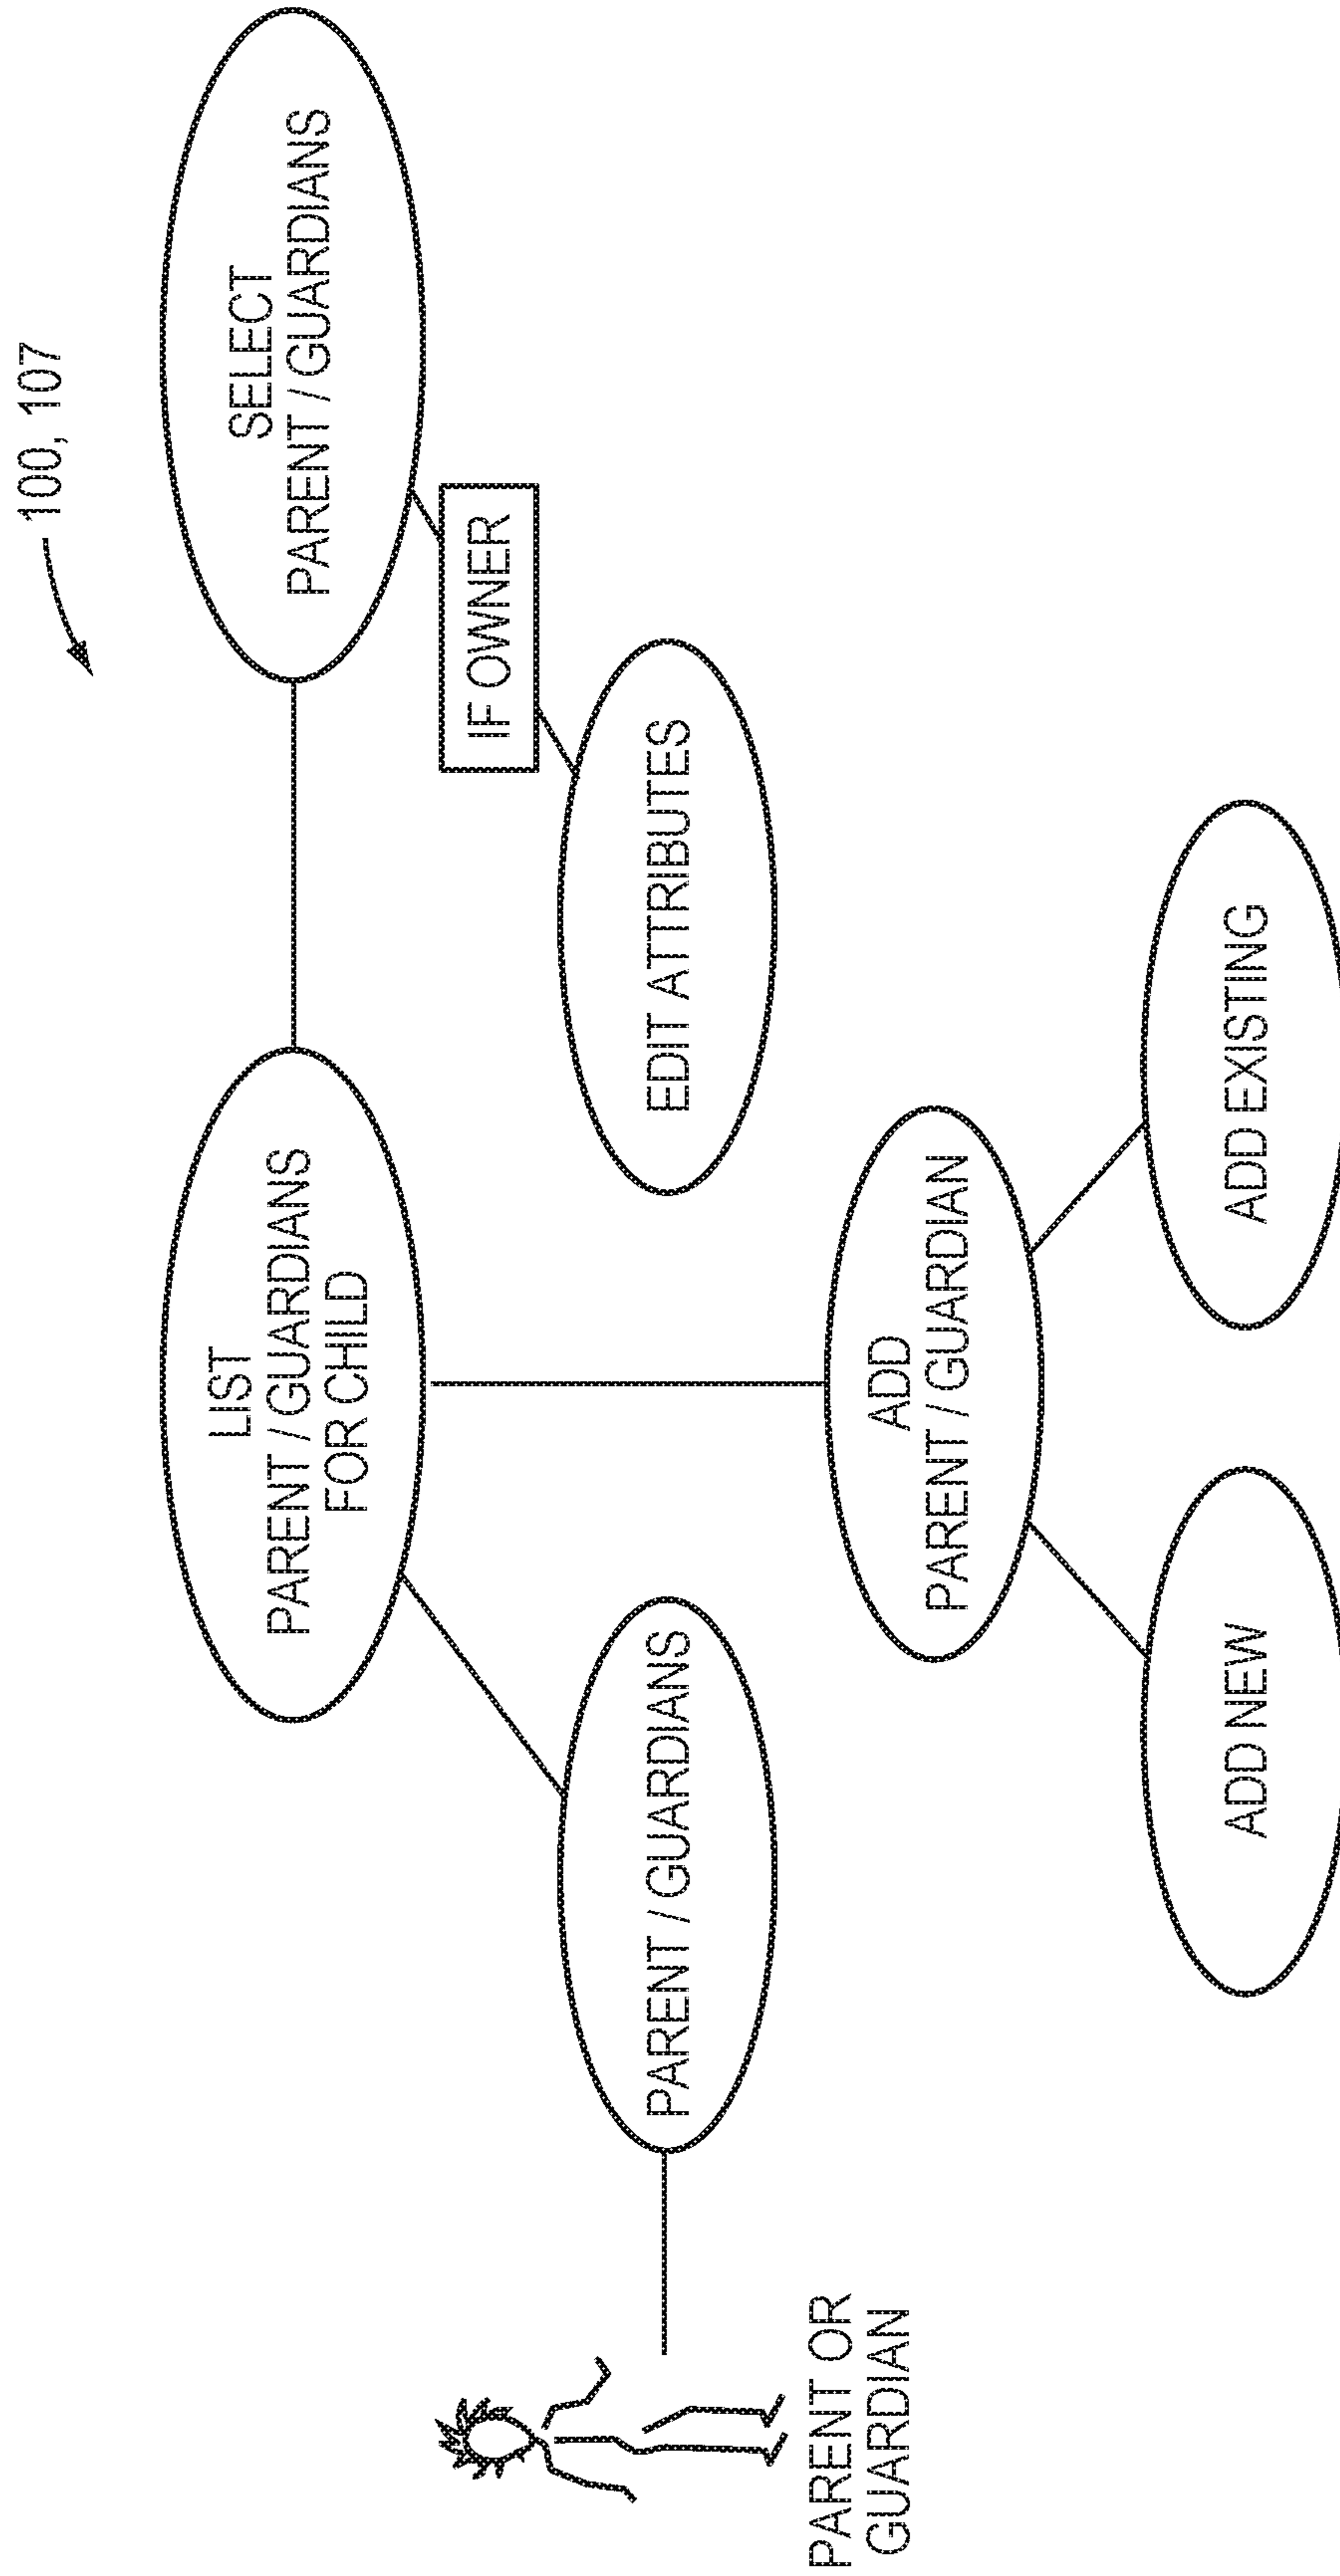 100, 107
LIST
PARENT / GUARDIANS
FOR CHILD
SELECT
PARENT / GUARDIANS
IF OWNER
PARENT / GUARDIANS
EDIT ATTRIBUTES
PARENT OR
GUARDIAN
ADD
PARENT / GUARDIAN
ADD NEW
ADD EXISTING